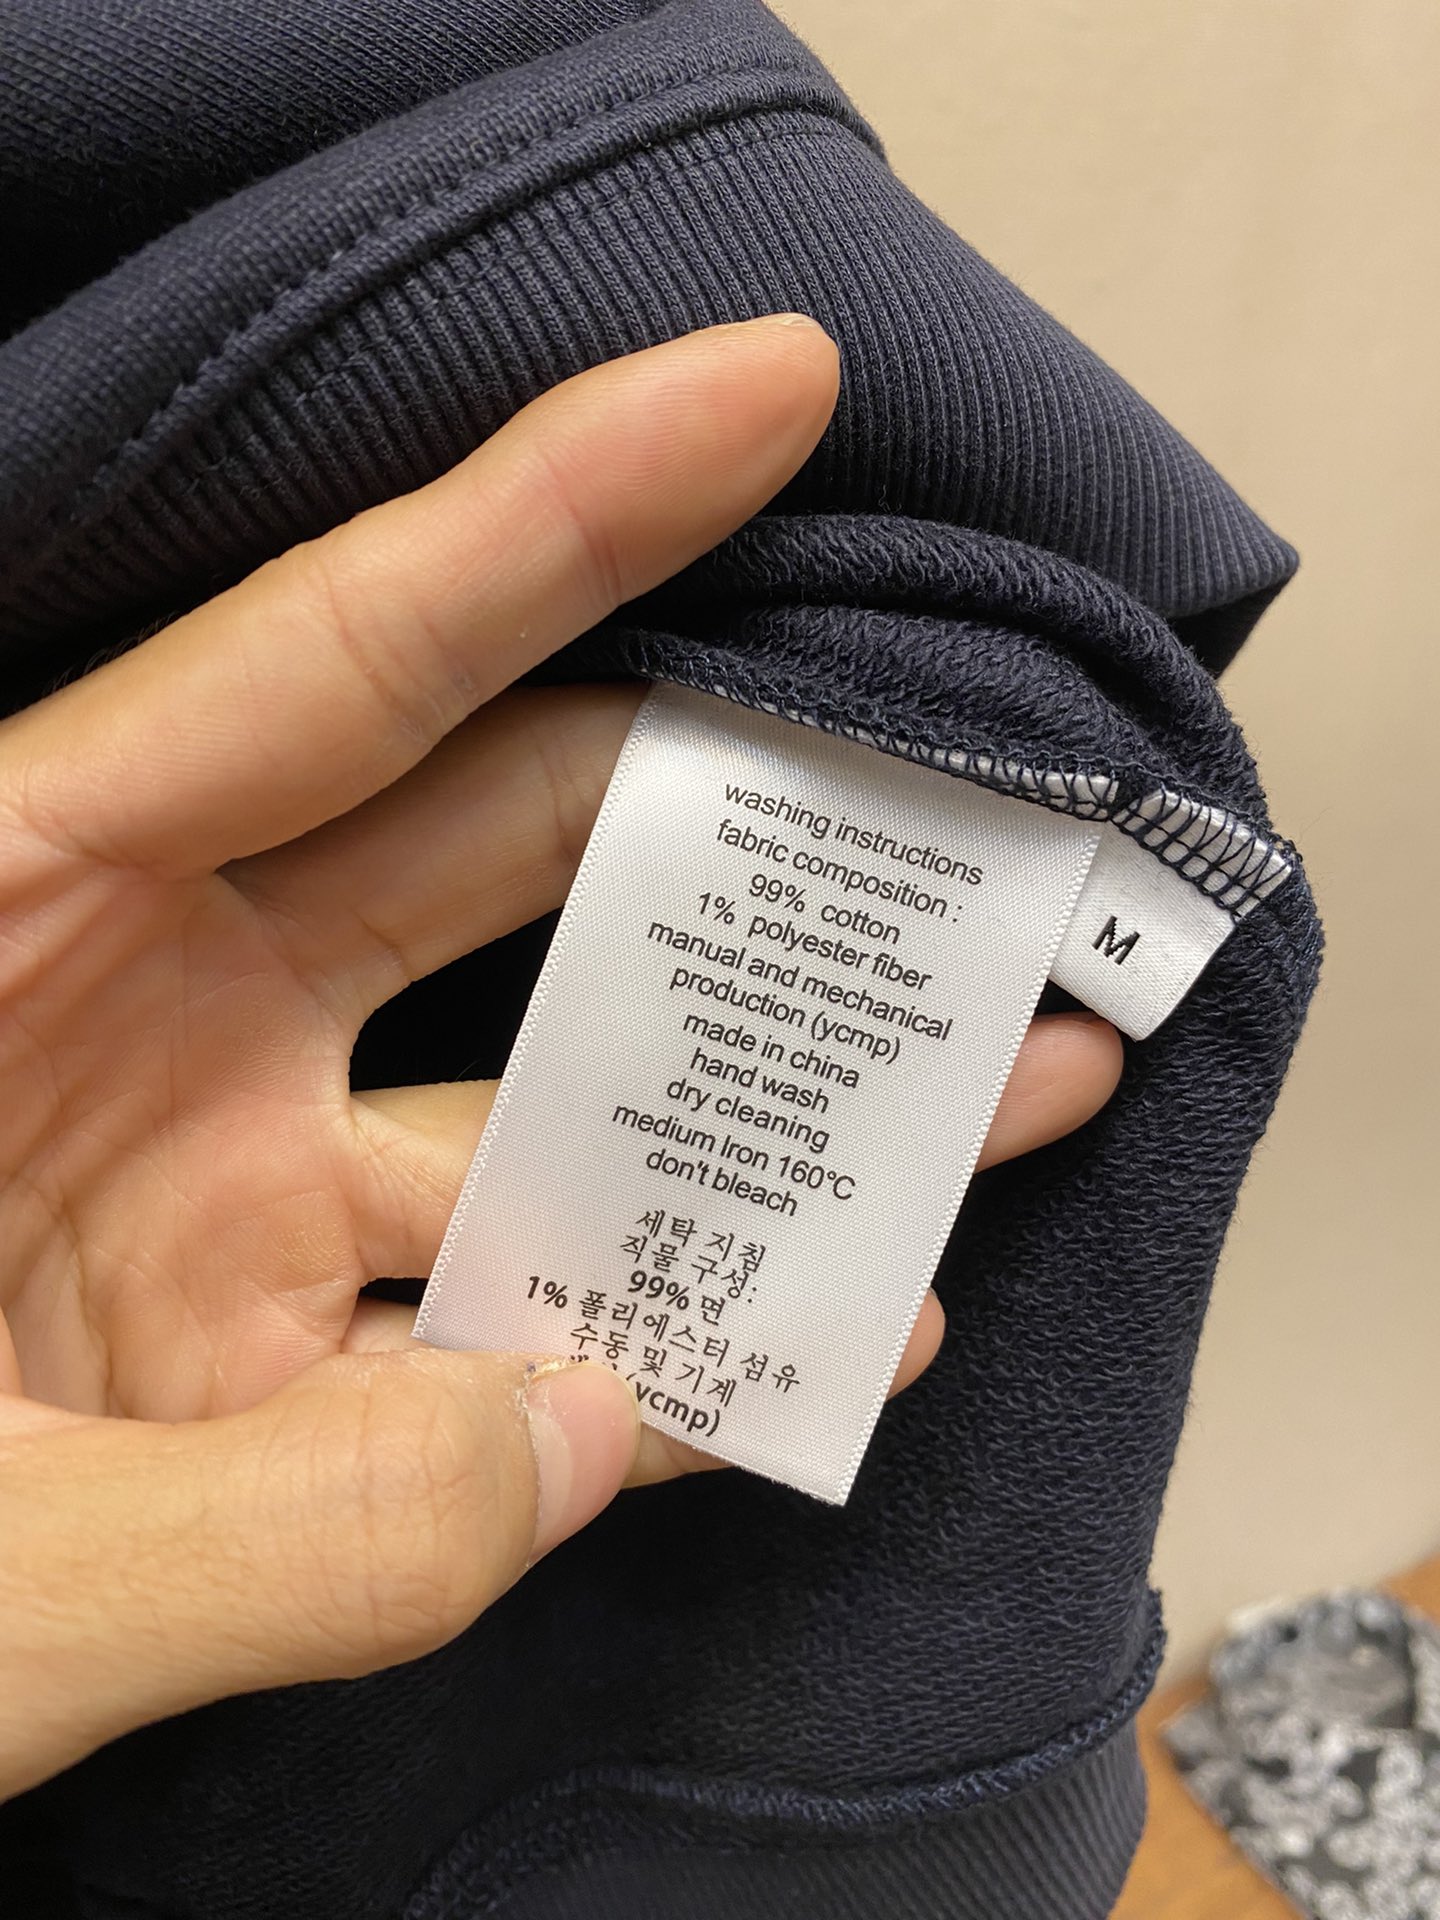 washing instructions
fabric composition :
99% cotton
1% polyester fiber
manual and mechanical
production (ycmp)
made in china
hand wash
dry cleaning
medium Iron 160°C
don't bleach
세탁 지침
직물 구성:
99% 면
1% 폴리에스터 섬유
수동 및 기계
(ycmp)
M